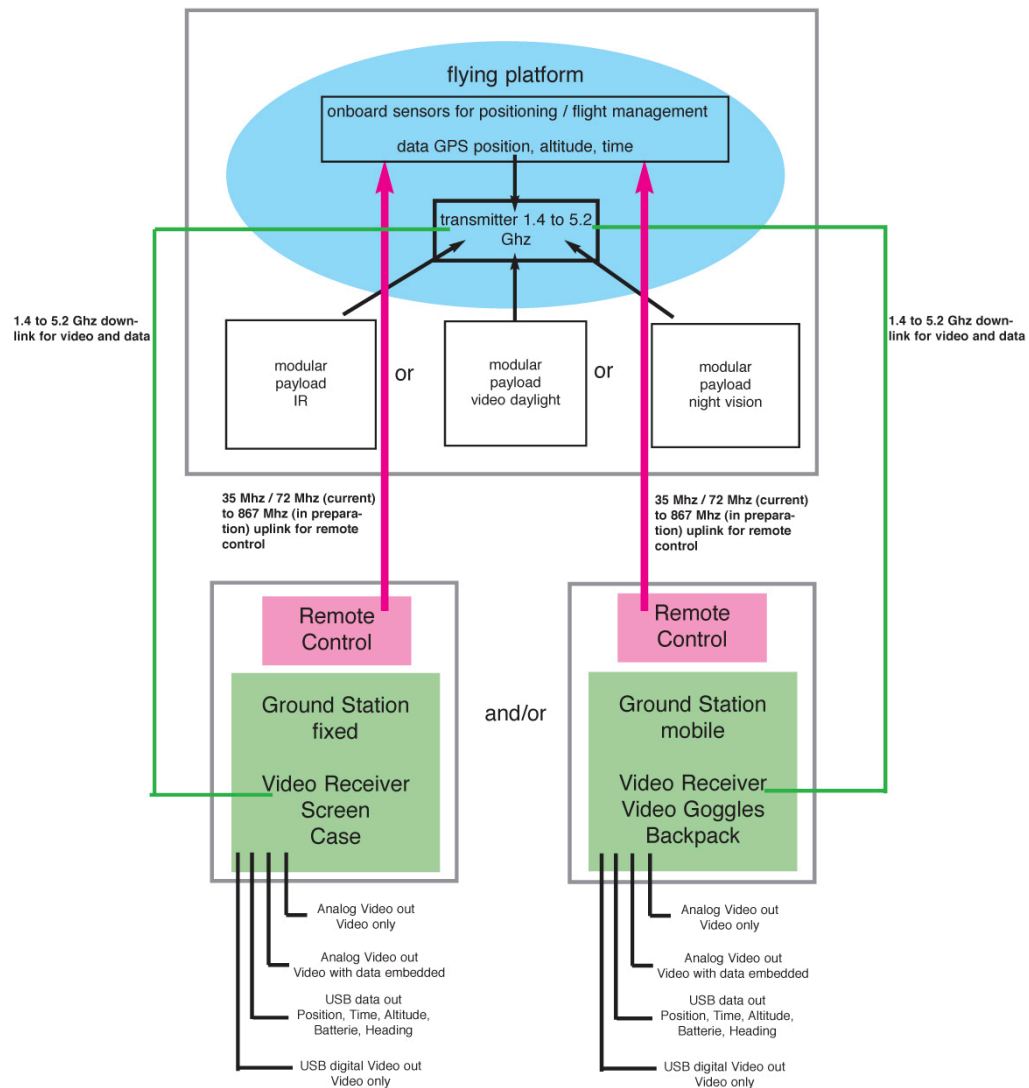 flying platform
onboard sensors for positioning / flight management
data GPS position, altitude, time
transmitter 1.4 to 5.2
Ghz
1.4 to 5.2 Ghz down-
link for video and data
1.4 to 5.2 Ghz down-
link for video and data
modular
payload
IR
or
modular
payload
video daylight
or
modular
payload
night vision
35 Mhz / 72 Mhz (current)
to 867 Mhz (in prepara-
tion) uplink for remote
control
35 Mhz / 72 Mhz (current)
to 867 Mhz (in prepara-
tion) uplink for remote
control
Remote
Control
Ground Station
fixed
Video Receiver
Screen
Case
and/or
Remote
Control
Ground Station
mobile
Video Receiver
Video Goggles
Backpack
Analog Video out
Video only
Analog Video out
Video with data embedded
USB data out
Position, Time, Altitude,
Batterie, Heading
USB digital Video out
Video only
Analog Video out
Video only
Analog Video out
Video with data embedded
USB data out
Position, Time, Altitude,
Batterie, Heading
USB digital Video out
Video only